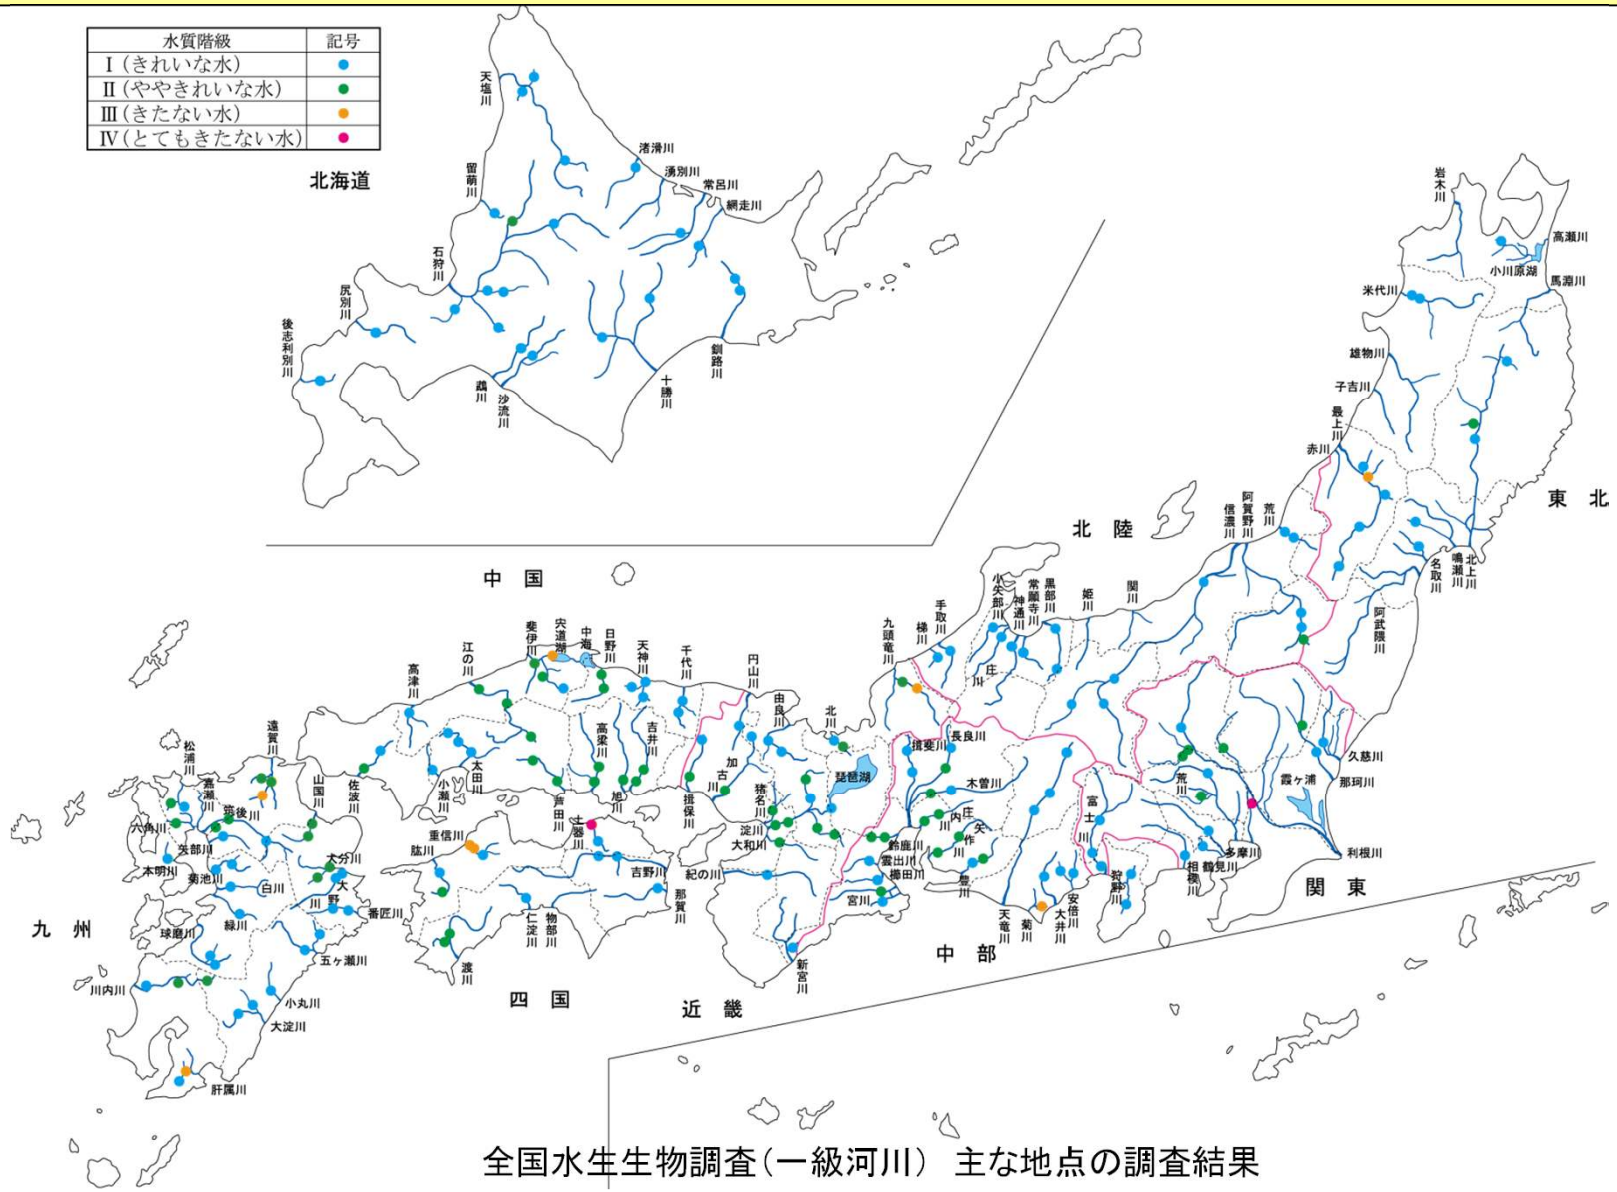 水質階級 記号
Ⅰ(きれいな水)
Ⅱ(ややきれいな水)
Ⅲ(きたない水)
Ⅳ(とてもきたない水)
北海道
天塩川
留萌川
石狩川
尻別川
後志利別川
渚滑川
湧別川
常呂川
網走川
釧路川
十勝川
沙流川
鵡川
東北
岩木川
高瀬川
小川原湖
馬淵川
米代川
雄物川
子吉川
最上川
赤川
北上川
鳴瀬川
名取川
阿武隈川
北陸
荒川
阿賀野川
信濃川
関川
姫川
黒部川
常願寺川
神通川
小矢部川
庄川
手取川
梯川
関東
久慈川
那珂川
霞ヶ浦
利根川
荒川
多摩川
鶴見川
相模川
富士川
中部
狩野川
安倍川
大井川
菊川
天竜川
豊川
矢作川
庄内川
木曽川
長良川
揖斐川
鈴鹿川
雲出川
櫛田川
宮川
近畿
九頭竜川
北川
由良川
円山川
琵琶湖
加古川
揖保川
猪名川
淀川
大和川
紀の川
新宮川
中国
千代川
天神川
日野川
中海
宍道湖
斐伊川
江の川
高津川
吉井川
高梁川
旭川
芦田川
太田川
小瀬川
佐波川
四国
重信川
肱川
土器川
吉野川
那賀川
物部川
仁淀川
渡川
九州
遠賀川
山国川
松浦川
嘉瀬川
筑後川
六角川
矢部川
本明川
菊池川
白川
緑川
球磨川
大分川
大野川
番匠川
五ヶ瀬川
小丸川
大淀川
川内川
肝属川
全国水生生物調査(一級河川) 主な地点の調査結果